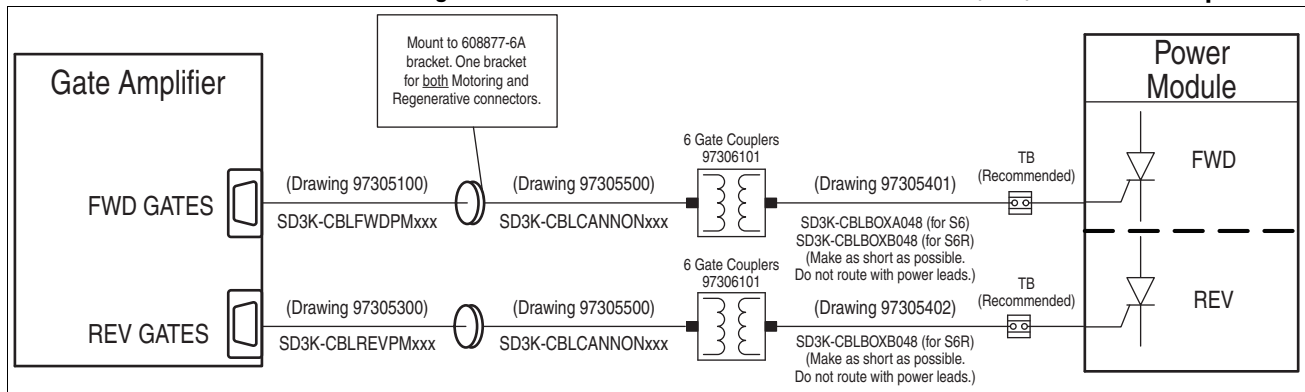 Mount to 608877-6A
bracket. One bracket
for both Motoring and
Regenerative connectors.
Gate Amplifier
Power
Module
6 Gate Couplers
97306101
TB
(Recommended)
FWD GATES
(Drawing 97305100)
SD3K-CBLFWDPMxxx
(Drawing 97305500)
SD3K-CBLCANNONxxx
(Drawing 97305401)
SD3K-CBLBOXA048 (for S6)
SD3K-CBLBOXB048 (for S6R)
(Make as short as possible.
Do not route with power leads.)
FWD
6 Gate Couplers
97306101
TB
(Recommended)
REV GATES
(Drawing 97305300)
SD3K-CBLREVPMxxx
(Drawing 97305500)
SD3K-CBLCANNONxxx
(Drawing 97305402)
SD3K-CBLBOXB048 (for S6R)
(Make as short as possible.
Do not route with power leads.)
REV